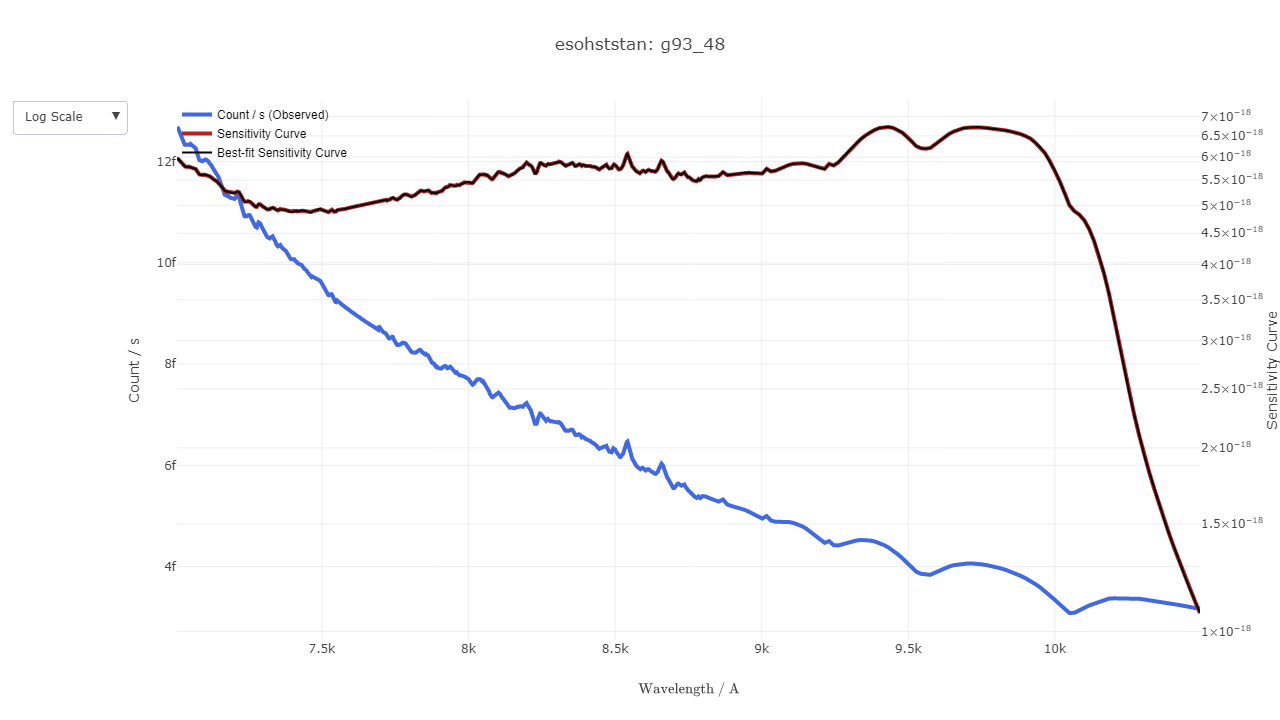 esohststan: g93_48
Log Scale ▼
Count / s (Observed)
Sensitivity Curve
Best-fit Sensitivity Curve
12f
10f
8f
6f
4f
Count / s
7×10⁻¹⁸
6.5×10⁻¹⁸
6×10⁻¹⁸
5.5×10⁻¹⁸
5×10⁻¹⁸
4.5×10⁻¹⁸
4×10⁻¹⁸
3.5×10⁻¹⁸
3×10⁻¹⁸
2.5×10⁻¹⁸
2×10⁻¹⁸
1.5×10⁻¹⁸
1×10⁻¹⁸
Sensitivity Curve
7.5k 8k 8.5k 9k 9.5k 10k
Wavelength / A